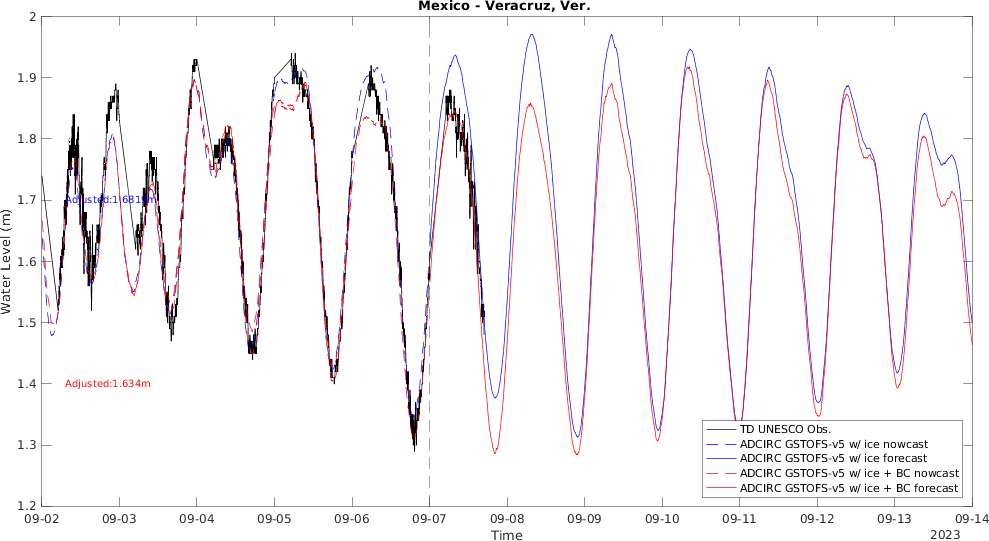 Mexico - Veracruz, Ver.
Water Level (m)
2
1.9
1.8
1.7
1.6
1.5
1.4
1.3
1.2
Adjusted:1.6819m
Adjusted:1.634m
TD UNESCO Obs.
ADCIRC GSTOFS-v5 w/ ice nowcast
ADCIRC GSTOFS-v5 w/ ice forecast
ADCIRC GSTOFS-v5 w/ ice + BC nowcast
ADCIRC GSTOFS-v5 w/ ice + BC forecast
09-02 09-03 09-04 09-05 09-06 09-07 09-08 09-09 09-10 09-11 09-12 09-13 09-14
Time
2023